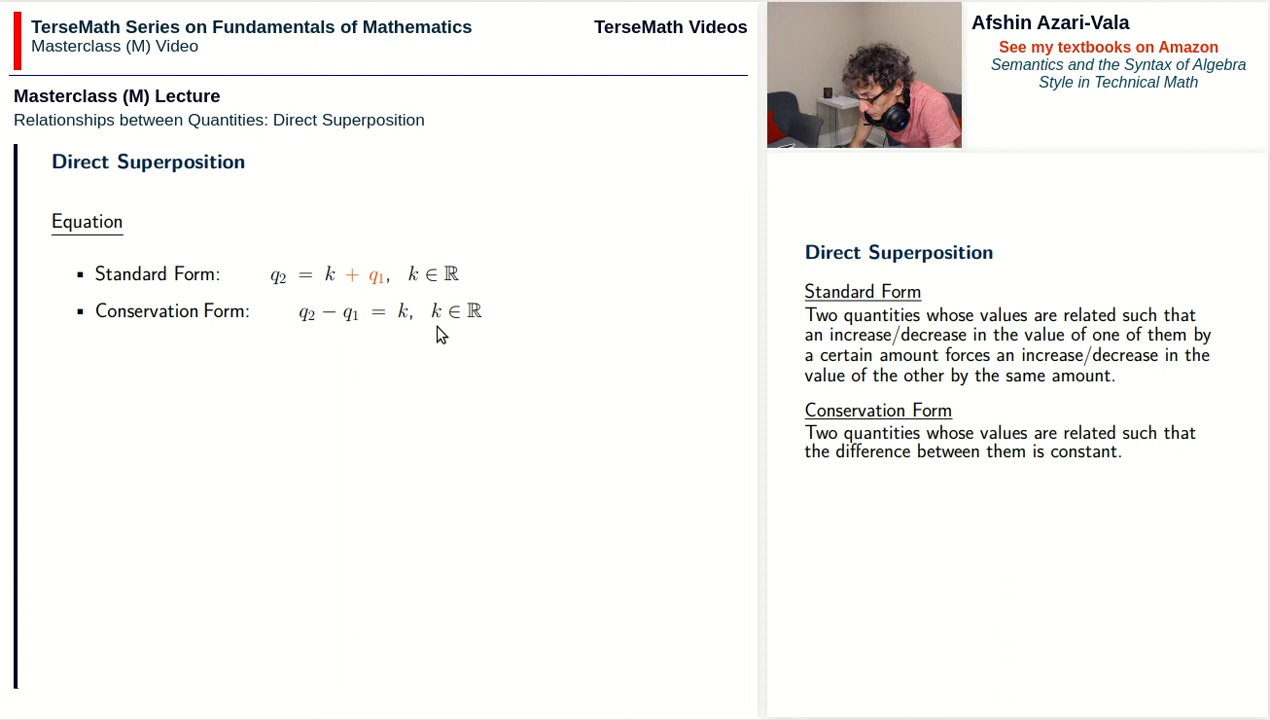 TerseMath Series on Fundamentals of Mathematics
Masterclass (M) Video
TerseMath Videos
Masterclass (M) Lecture
Relationships between Quantities: Direct Superposition
Direct Superposition
Equation
▪ Standard Form: q₂ = k + q₁, k ∈ ℝ
▪ Conservation Form: q₂ − q₁ = k, k ∈ ℝ
Afshin Azari-Vala
See my textbooks on Amazon
Semantics and the Syntax of Algebra
Style in Technical Math
Direct Superposition
Standard Form
Two quantities whose values are related such that
an increase/decrease in the value of one of them by
a certain amount forces an increase/decrease in the
value of the other by the same amount.
Conservation Form
Two quantities whose values are related such that
the difference between them is constant.